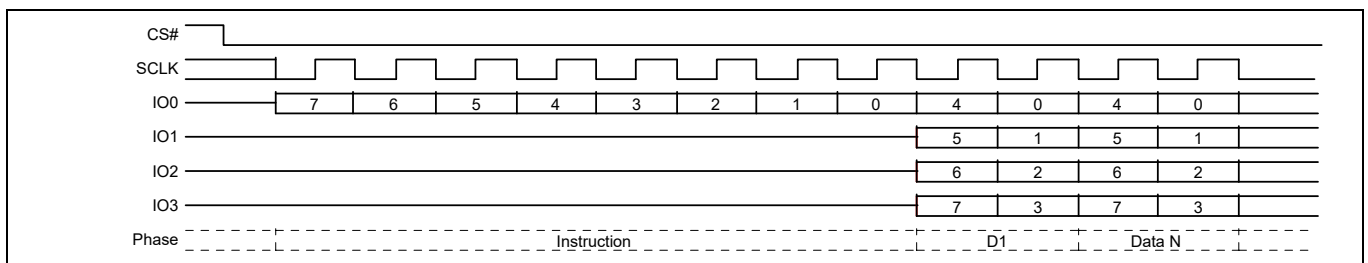 CS#
SCLK
IO0 7 6 5 4 3 2 1 0 4 0 4 0
IO1 5 1 5 1
IO2 6 2 6 2
IO3 7 3 7 3
Phase Instruction D1 Data N